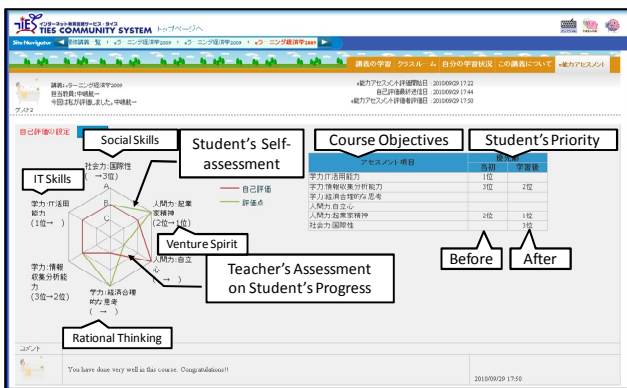 インターネット教育支援サービス・タイズ
TIES COMMUNITY SYSTEM トップページへ
Site Navigator
講義の学習 クラスルーム 自分の学習状況 この講義について ●能力アセスメント
講義:eラーニング経済学2009
担当教員:中嶋航一
今回は私が評価しました。中嶋航一
ゲスト2
●能力アセスメント評価開始日 : 2010/09/29 17:22
自己評価最終送信日 : 2010/09/29 17:44
●能力アセスメント評価者評価日 : 2010/09/29 17:50
自己評価の設定
Social Skills
社会力:国際性
( →3位)
IT Skills
学力:IT活用
能力
(1位→ )
A
B
C
Student's Self-
assessment
自己評価
評価点
人間力:起業
家精神
(2位→1位)
Venture Spirit
人間力:自立
心
( → )
Teacher's Assessment
on Student's Progress
学力:情報
収集分析能
力
(3位→2位)
学力:経済合理
的な思考
( → )
Rational Thinking
Course Objectives
Student's Priority
アセスメント項目
優先順
当初 学習後
学力:IT活用能力 1位
学力:情報収集分析能力 3位 2位
学力:経済合理的な思考
人間力:自立心
人間力:起業家精神 2位 1位
社会力:国際性 3位
Before
After
コメント
You have done very well in this course. Congratulations!!
2010/09/29 17:50